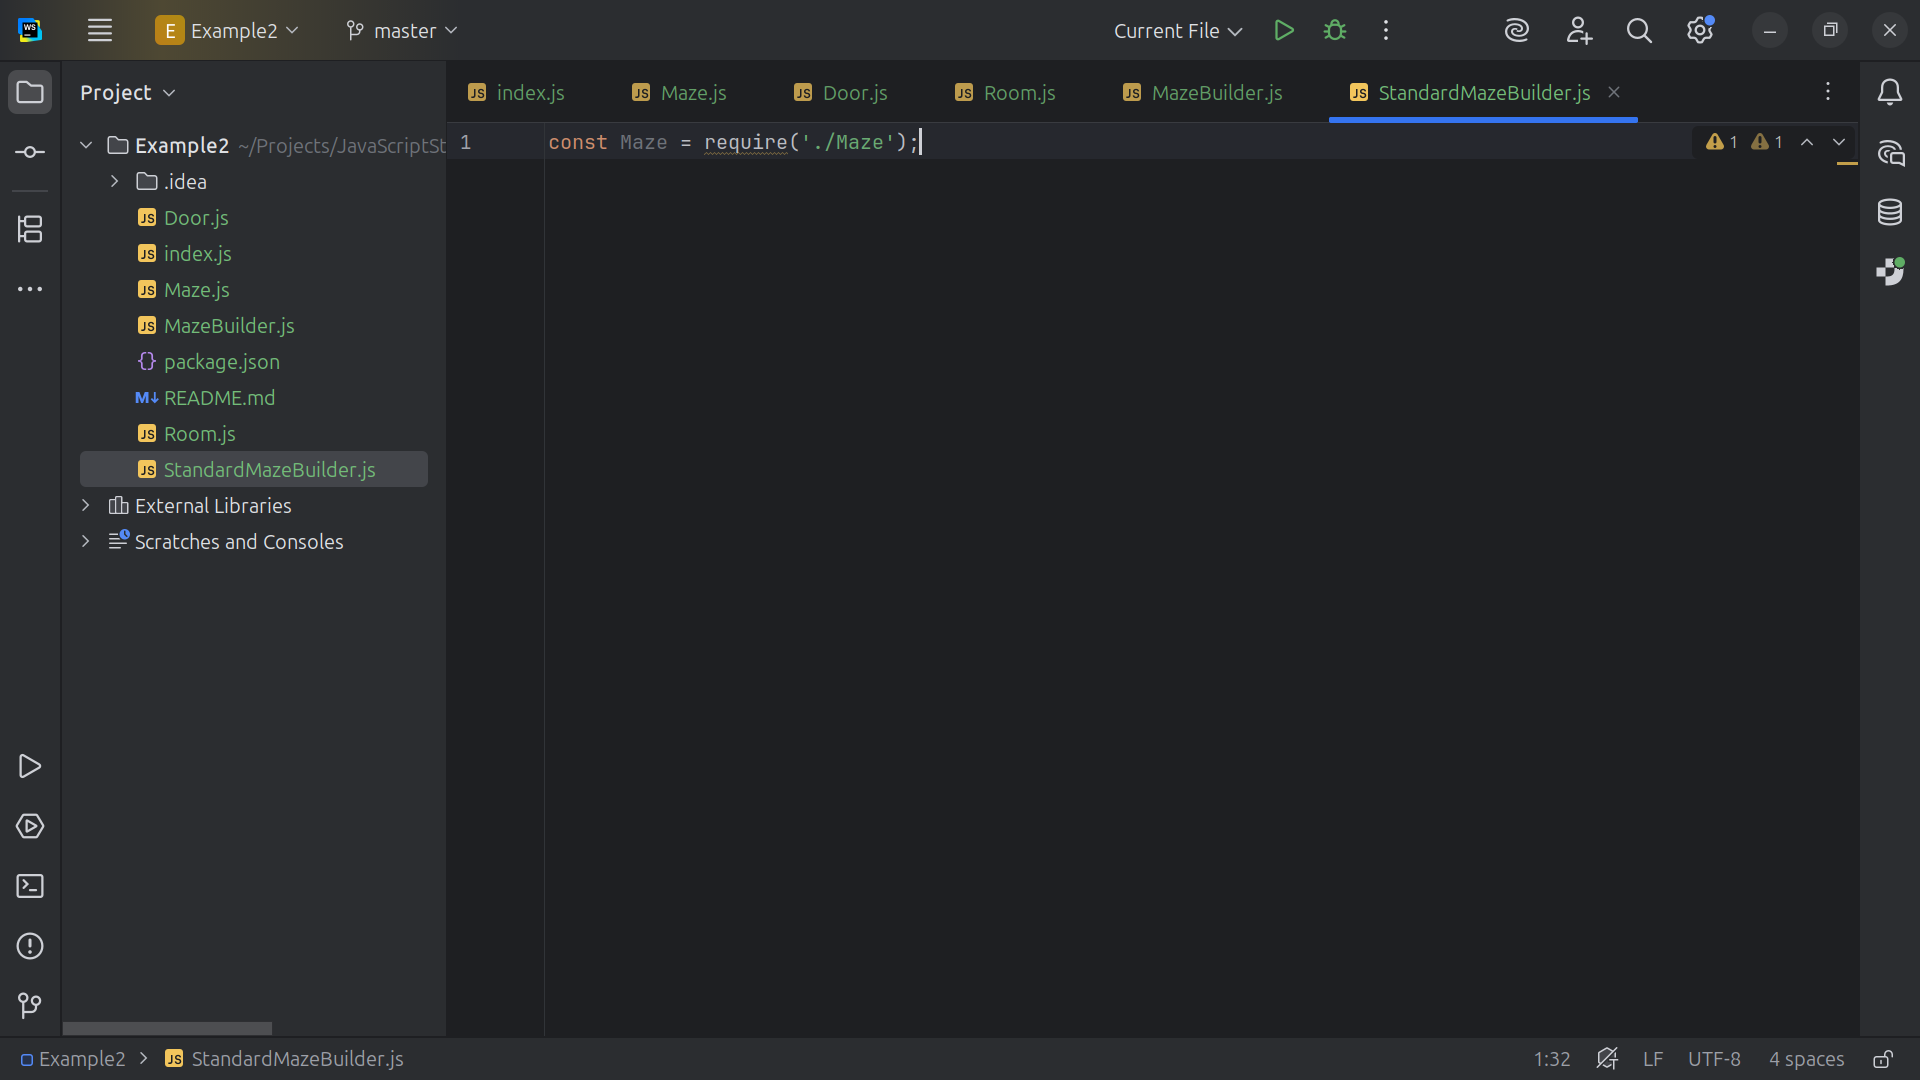 WS
E Example2
master
Current File
Project
index.js
Maze.js
Door.js
Room.js
MazeBuilder.js
StandardMazeBuilder.js
Example2 ~/Projects/JavaScriptSt
.idea
Door.js
index.js
Maze.js
MazeBuilder.js
package.json
README.md
Room.js
StandardMazeBuilder.js
External Libraries
Scratches and Consoles
1 const Maze = require('./Maze');
1 1
Example2 > StandardMazeBuilder.js
1:32 LF UTF-8 4 spaces